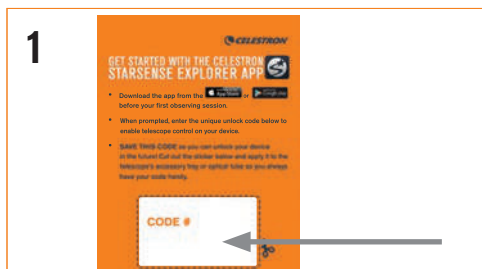 1
CELESTRON
GET STARTED WITH THE CELESTRON
STARSENSE EXPLORER APP
• Download the app from the App Store or Google play
before your first observing session.
• When prompted, enter the unique unlock code below to
enable telescope control on your device.
• SAVE THIS CODE so you can unlock your device
in the future! Cut out the sticker below and apply it to the
telescope's accessory tray or optical tube so you always
have your code handy.
CODE #